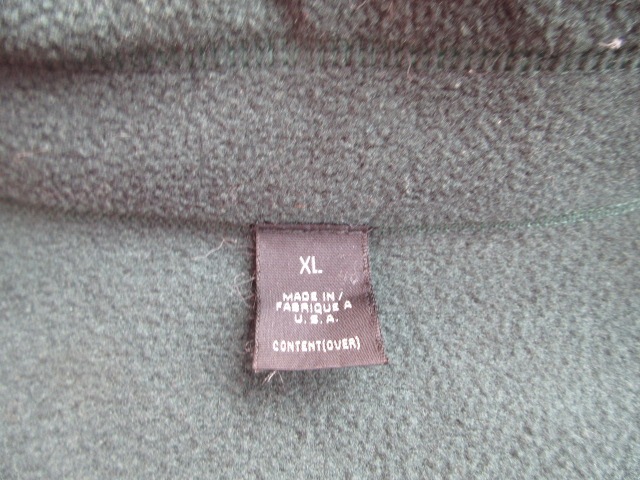 XL
MADE IN/
FABRIQUE A
U.S.A.
CONTENT(OVER)